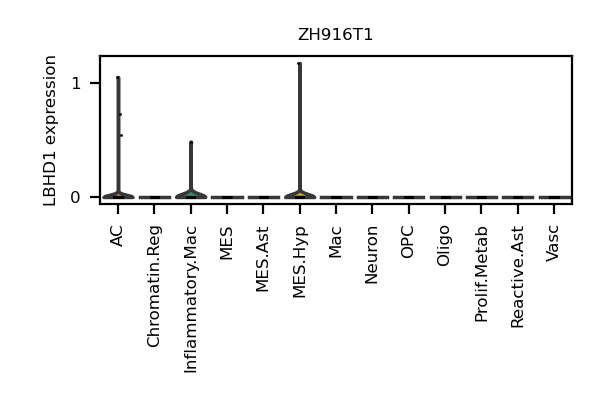 ZH916T1
LBHD1 expression
1
0
AC
Chromatin.Reg
Inflammatory.Mac
MES
MES.Ast
MES.Hyp
Mac
Neuron
OPC
Oligo
Prolif.Metab
Reactive.Ast
Vasc